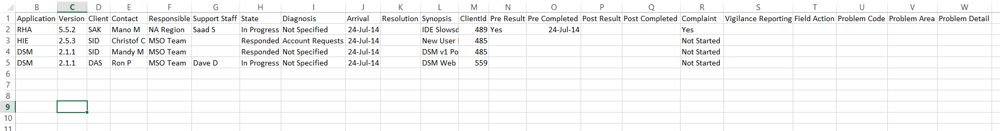 B C D E F G H I J K L M N O P Q R S T U V W
1 Application Version Client Contact Responsible Support Staff State Diagnosis Arrival Resolution Synopsis ClientId Pre Result Pre Completed Post Result Post Completed Complaint Vigilance Reporting Field Action Problem Code Problem Area Problem Detail
2 RHA 5.5.2 SAK Mano M NA Region Saad S In Progress Not Specified 24-Jul-14 IDE Slowsd 489 Yes 24-Jul-14 Yes
3 HIE 2.5.3 SID Christof C MSO Team Responded Account Requests 24-Jul-14 New User 485 Not Started
4 DSM 2.1.1 SID Mandy M MSO Team Responded Not Specified 24-Jul-14 DSM v1 Po 485 Not Started
5 DSM 2.1.1 DAS Ron P MSO Team Dave D In Progress Not Specified 24-Jul-14 DSM Web 559 Not Started
6
7
8
9
10
11